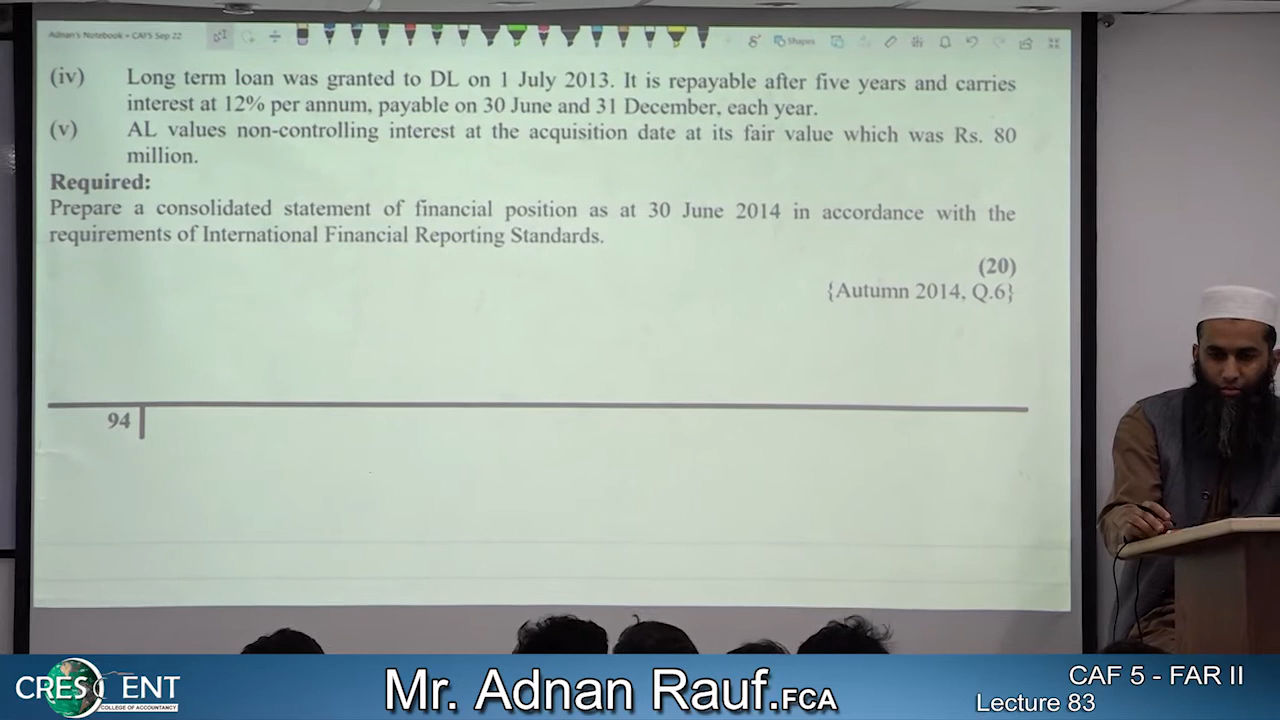 Adnan's Notebook » CAF5 Sep 22
Shapes
(iv) Long term loan was granted to DL on 1 July 2013. It is repayable after five years and carries
interest at 12% per annum, payable on 30 June and 31 December, each year.
(v) AL values non-controlling interest at the acquisition date at its fair value which was Rs. 80
million.
Required:
Prepare a consolidated statement of financial position as at 30 June 2014 in accordance with the
requirements of International Financial Reporting Standards.
(20)
{Autumn 2014, Q.6}
94
CRESCENT
COLLEGE OF ACCOUNTANCY
Mr. Adnan Rauf.FCA
CAF 5 - FAR II
Lecture 83